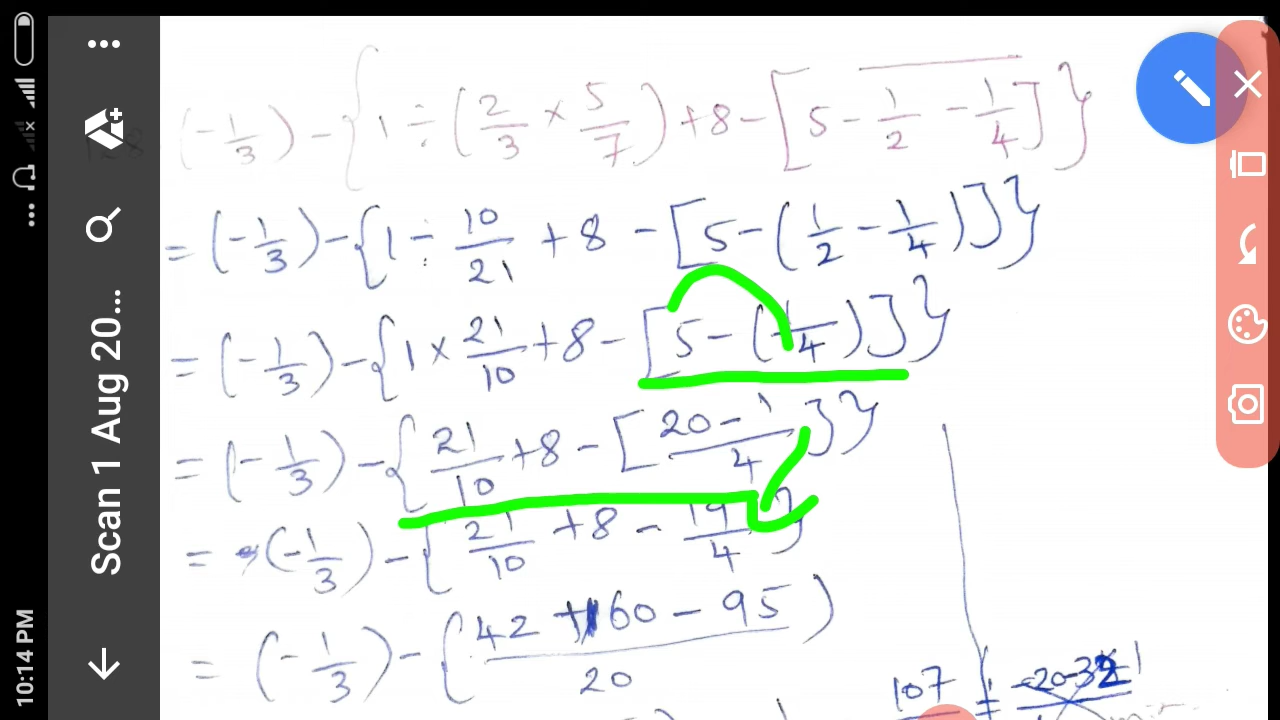 (-1/3) - { 1 ÷ (2/3 × 5/7) + 8 - [ 5 - 1/2 - 1/4 ] }
= (-1/3) - { 1 ÷ 10/21 + 8 - [ 5 - (1/2 - 1/4) ] }
= (-1/3) - { 1 × 21/10 + 8 - [ 5 - (1/4) ] }
= (-1/3) - { 21/10 + 8 - [ 20-1/4 ] }
= (-1/3) - { 21/10 + 8 - 19/4 }
= (-1/3) - ( 42 + 160 - 95 / 20 )
107
Scan 1 Aug 20...
10:14 PM